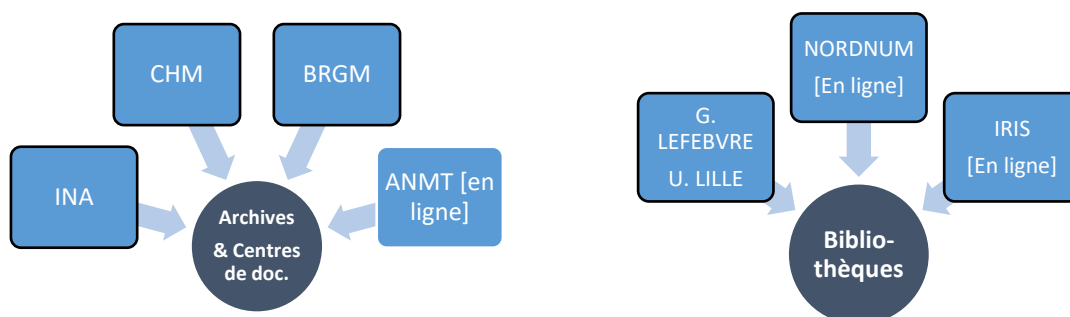 CHM
BRGM
INA
ANMT [en
ligne]
Archives
& Centres
de doc.
NORDNUM
[En ligne]
G.
LEFEBVRE
U. LILLE
IRIS
[En ligne]
Biblio-
thèques